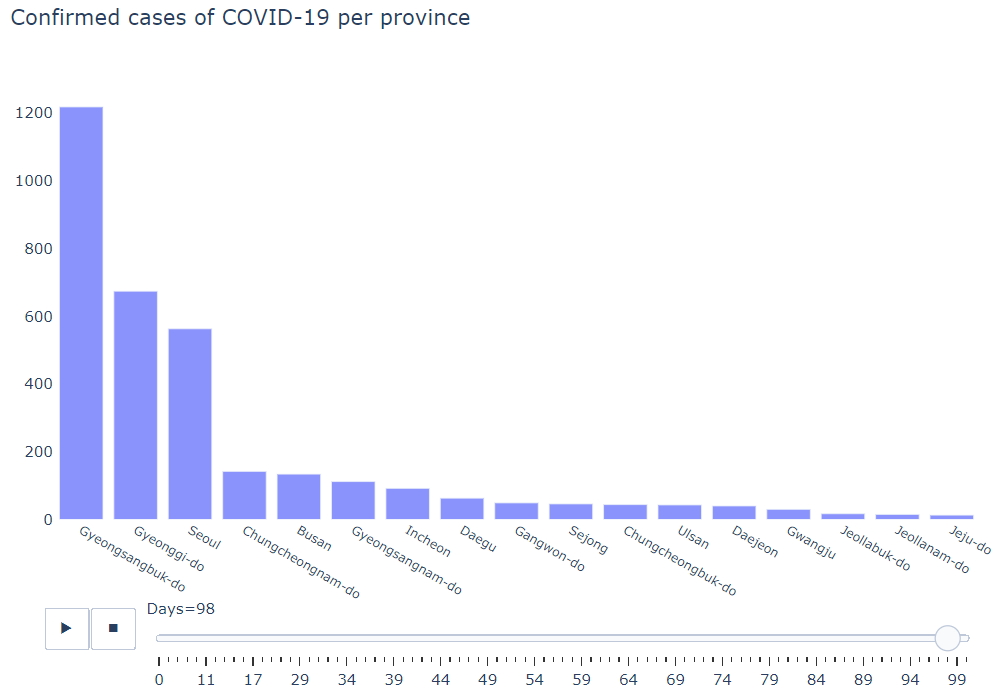 Confirmed cases of COVID-19 per province
1200
1000
800
600
400
200
0
Gyeongsangbuk-do
Gyeonggi-do
Seoul
Chungcheongnam-do
Busan
Gyeongsangnam-do
Incheon
Daegu
Gangwon-do
Sejong
Chungcheongbuk-do
Ulsan
Daejeon
Gwangju
Jeollabuk-do
Jeollanam-do
Jeju-do
Days=98
0 11 17 29 34 39 44 49 54 59 64 69 74 79 84 89 94 99